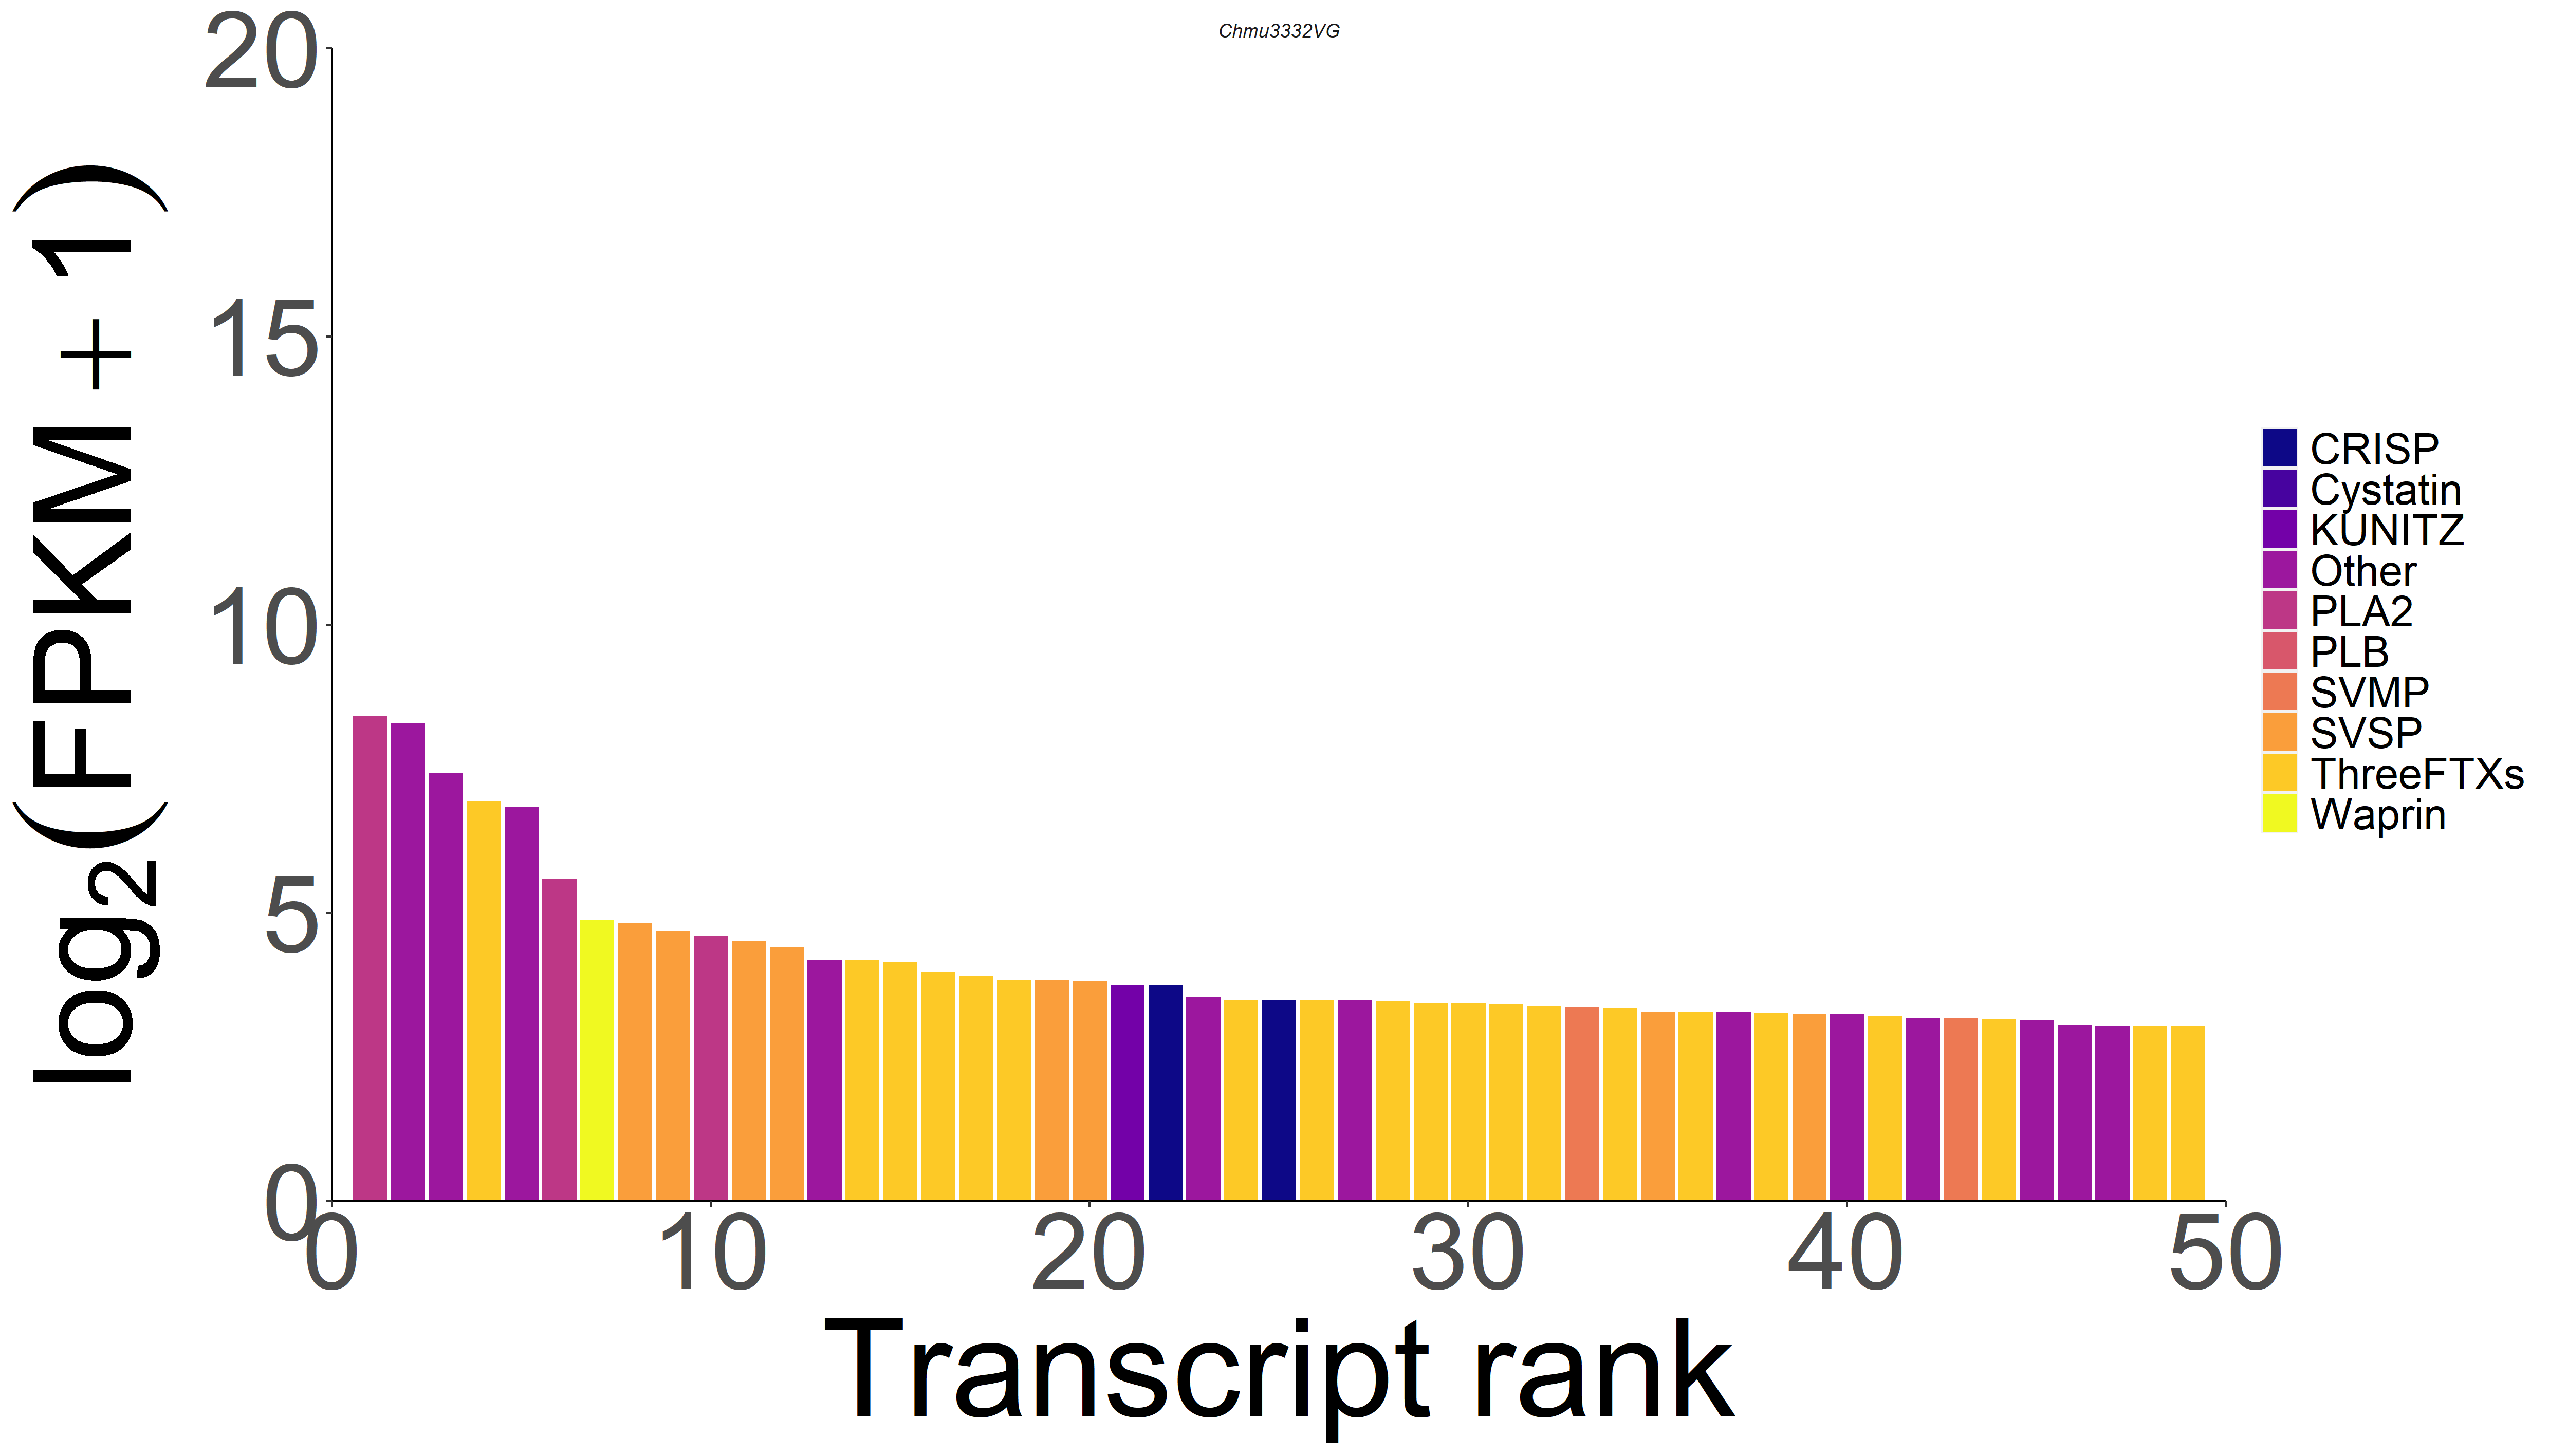 Chmu3332VG
log2(FPKM + 1)
20
15
10
5
0
0 10 20 30 40 50
Transcript rank
CRISP
Cystatin
KUNITZ
Other
PLA2
PLB
SVMP
SVSP
ThreeFTXs
Waprin